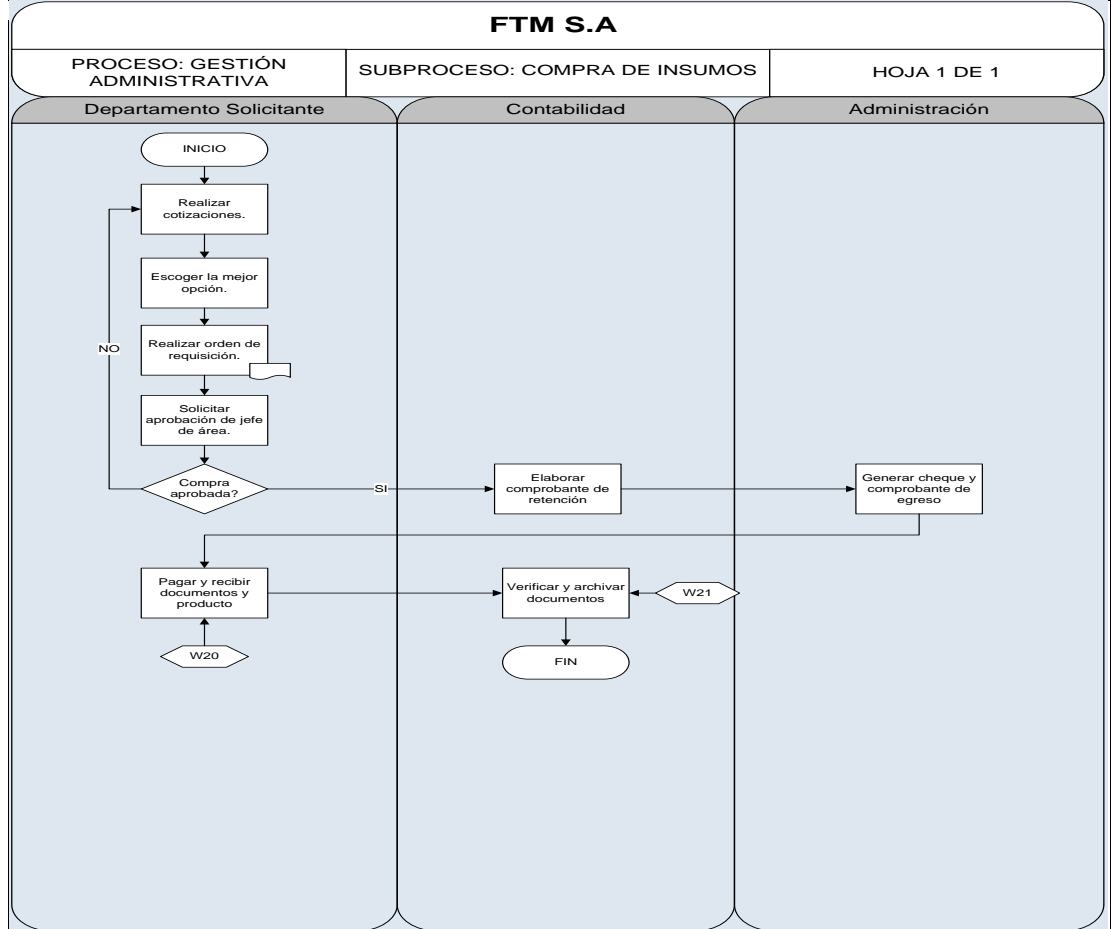 FTM S.A
PROCESO: GESTIÓN
ADMINISTRATIVA
SUBPROCESO: COMPRA DE INSUMOS
HOJA 1 DE 1
Departamento Solicitante
Contabilidad
Administración
INICIO
Realizar
cotizaciones.
Escoger la mejor
opción.
NO
Realizar orden de
requisición.
Solicitar
aprobación de jefe
de área.
Compra
aprobada?
SI
Elaborar
comprobante de
retención
Generar cheque y
comprobante de
egreso
Pagar y recibir
documentos y
producto
Verificar y archivar
documentos
W21
W20
FIN